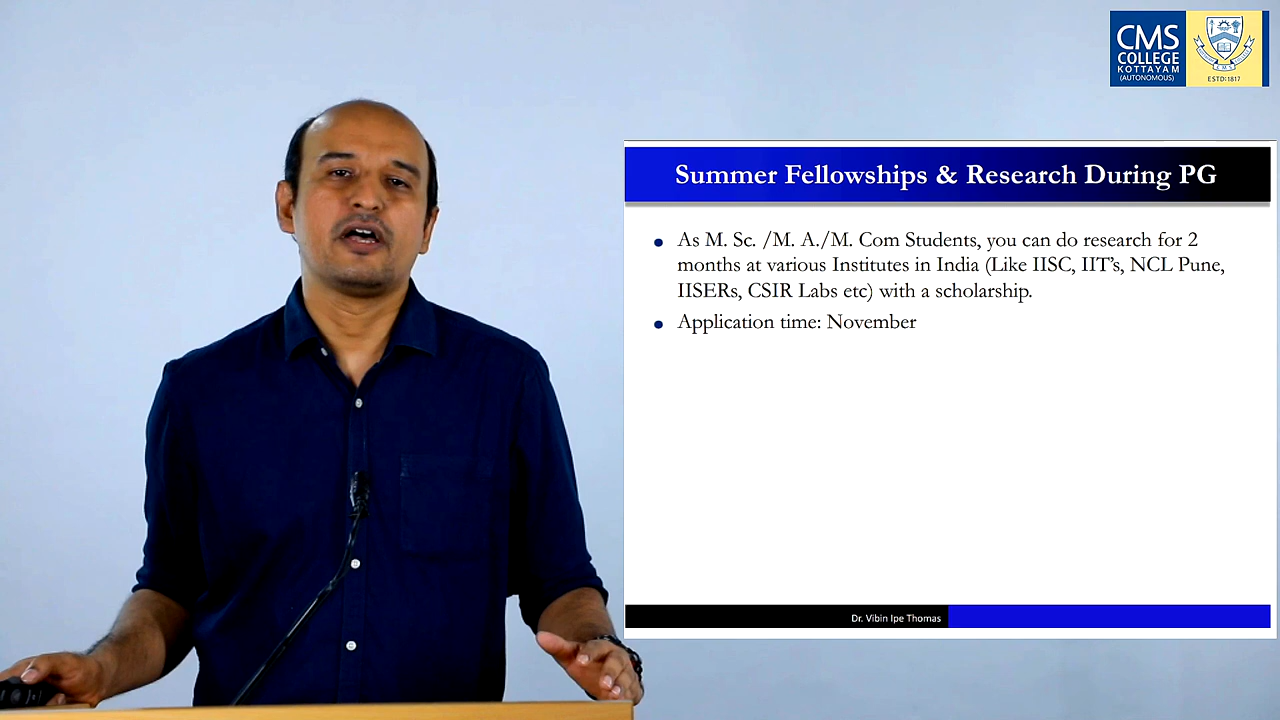 CMS
COLLEGE
KOTTAYAM
(AUTONOMOUS)
CMS
ESTD:1817
Summer Fellowships & Research During PG
• As M. Sc. /M. A./M. Com Students, you can do research for 2
months at various Institutes in India (Like IISC, IIT’s, NCL Pune,
IISERs, CSIR Labs etc) with a scholarship.
• Application time: November
Dr. Vibin Ipe Thomas